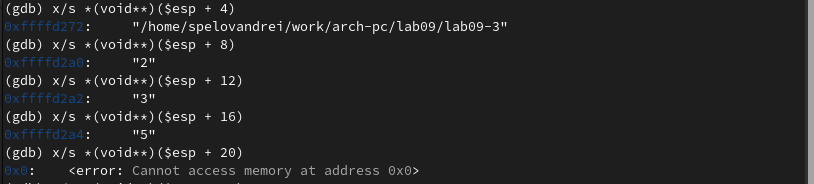 (gdb) x/s *(void**)($esp + 4)
0xffffd272:     "/home/spelovandrei/work/arch-pc/lab09/lab09-3"
(gdb) x/s *(void**)($esp + 8)
0xffffd2a0:     "2"
(gdb) x/s *(void**)($esp + 12)
0xffffd2a2:     "3"
(gdb) x/s *(void**)($esp + 16)
0xffffd2a4:     "5"
(gdb) x/s *(void**)($esp + 20)
0x0:    <error: Cannot access memory at address 0x0>